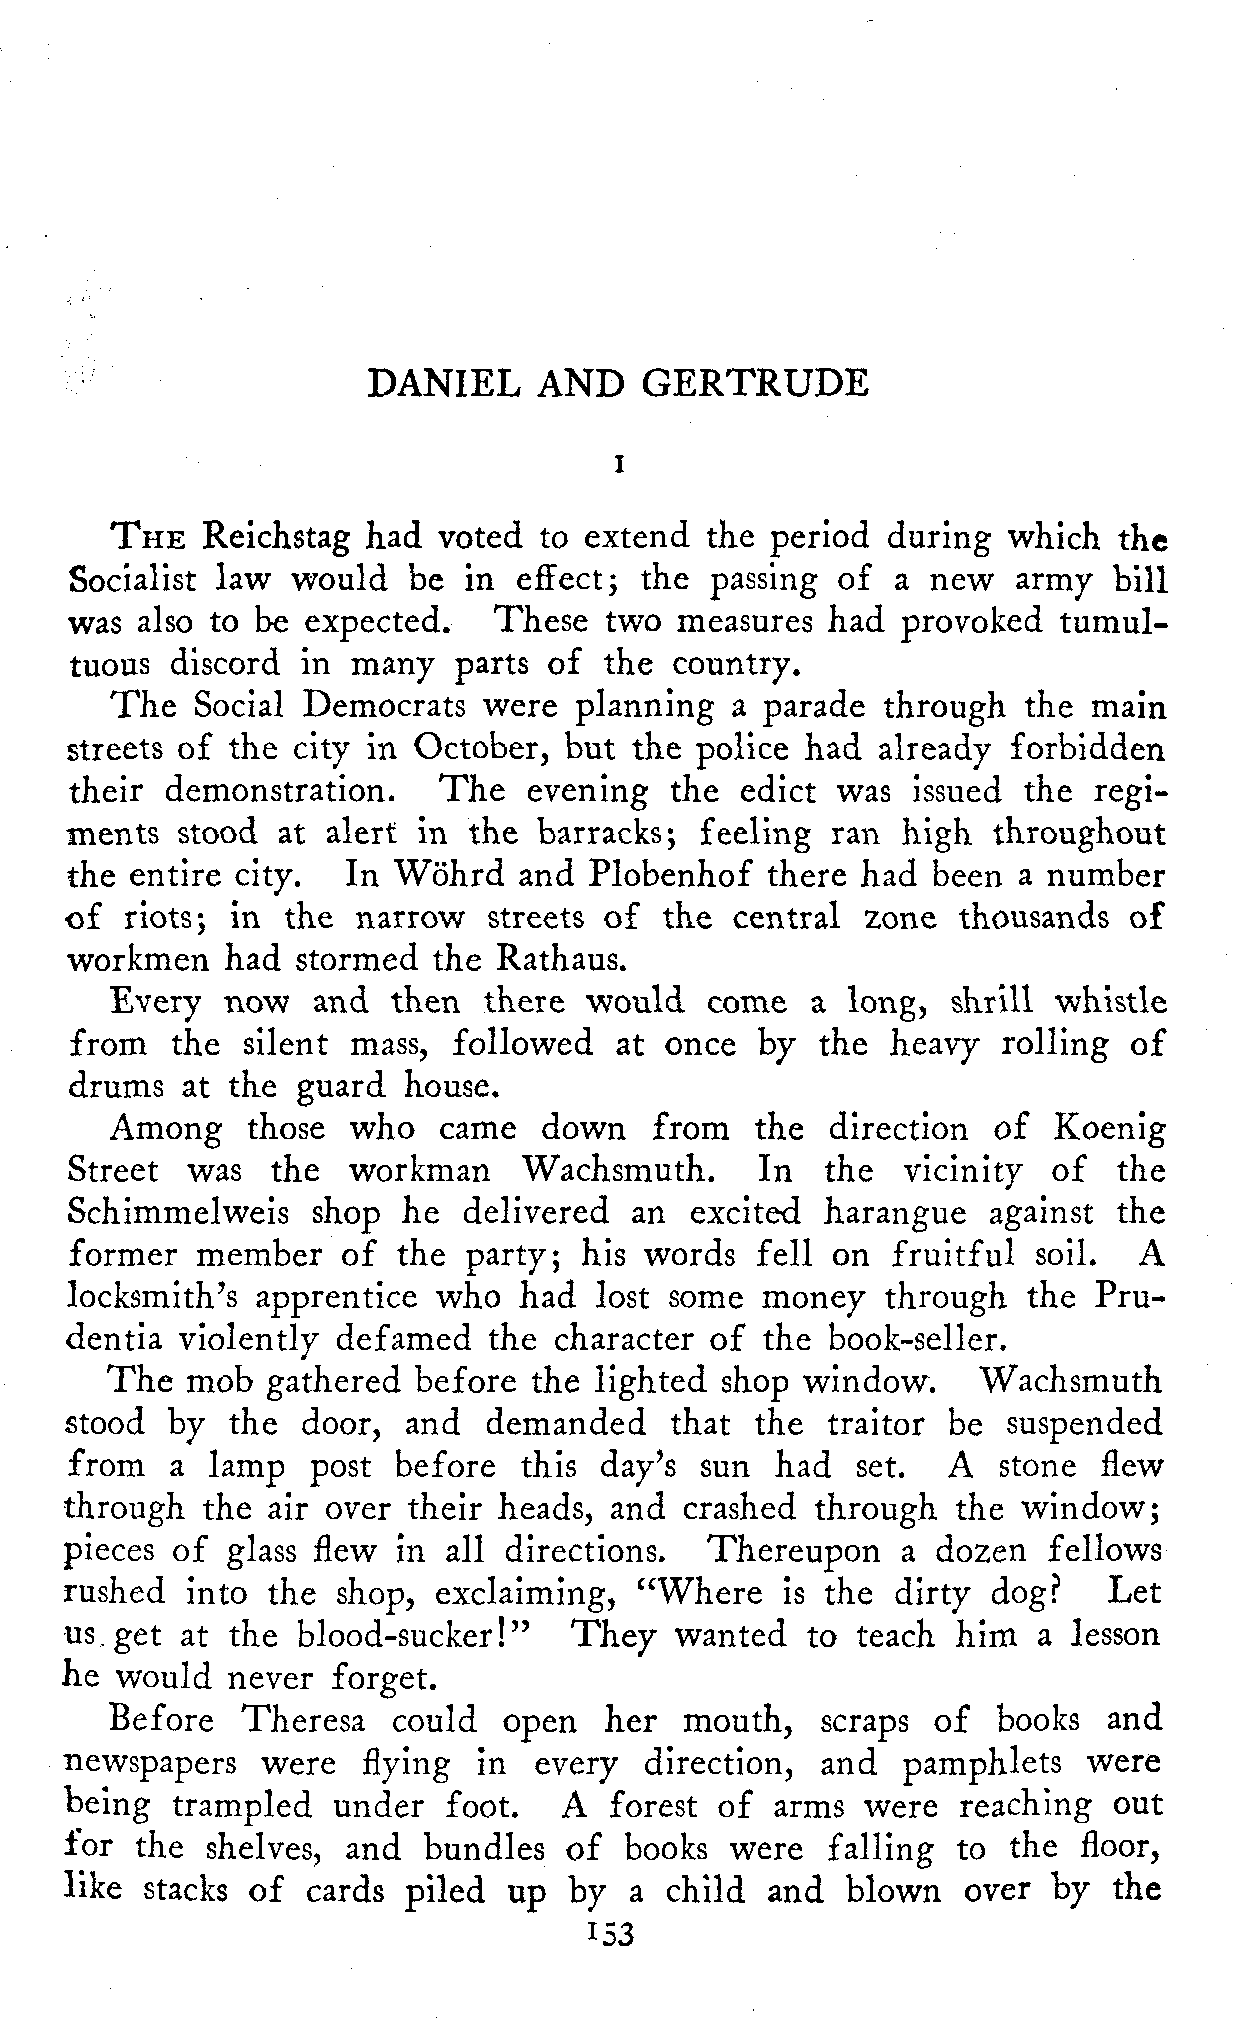 DANIEL AND GERTRUDE
I
THE Reichstag had voted to extend the period during which the
Socialist law would be in effect; the passing of a new army bill
was also to be expected. These two measures had provoked tumul-
tuous discord in many parts of the country.
The Social Democrats were planning a parade through the main
streets of the city in October, but the police had already forbidden
their demonstration. The evening the edict was issued the regi-
ments stood at alert in the barracks; feeling ran high throughout
the entire city. In Wöhrd and Plobenhof there had been a number
of riots; in the narrow streets of the central zone thousands of
workmen had stormed the Rathaus.
Every now and then there would come a long, shrill whistle
from the silent mass, followed at once by the heavy rolling of
drums at the guard house.
Among those who came down from the direction of Koenig
Street was the workman Wachsmuth. In the vicinity of the
Schimmelweis shop he delivered an excited harangue against the
former member of the party; his words fell on fruitful soil. A
locksmith's apprentice who had lost some money through the Pru-
dentia violently defamed the character of the book-seller.
The mob gathered before the lighted shop window. Wachsmuth
stood by the door, and demanded that the traitor be suspended
from a lamp post before this day's sun had set. A stone flew
through the air over their heads, and crashed through the window;
pieces of glass flew in all directions. Thereupon a dozen fellows
rushed into the shop, exclaiming, "Where is the dirty dog? Let
us get at the blood-sucker!" They wanted to teach him a lesson
he would never forget.
Before Theresa could open her mouth, scraps of books and
newspapers were flying in every direction, and pamphlets were
being trampled under foot. A forest of arms were reaching out
for the shelves, and bundles of books were falling to the floor,
like stacks of cards piled up by a child and blown over by the
153